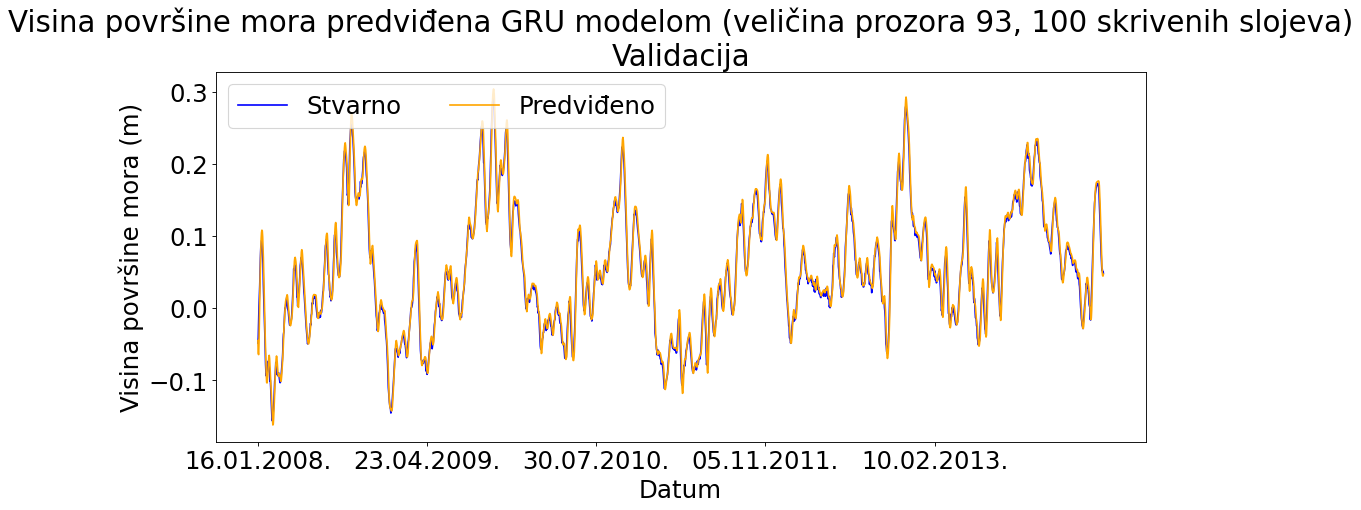 Visina površine mora predviđena GRU modelom (veličina prozora 93, 100 skrivenih slojeva)
Validacija
Stvarno
Predviđeno
Visina površine mora (m)
0.3
0.2
0.1
0.0
−0.1
16.01.2008.
23.04.2009.
30.07.2010.
05.11.2011.
10.02.2013.
Datum